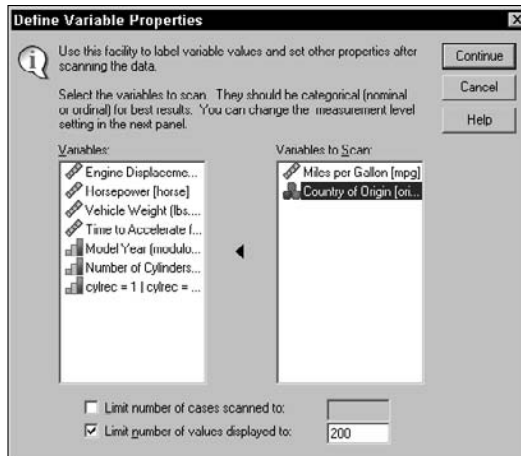 Define Variable Properties
Use this facility to label variable values and set other properties after
scanning the data.
Select the variables to scan. They should be categorical (nominal
or ordinal) for best results. You can change the measurement level
setting in the next panel.
Continue
Cancel
Help
Variables:
Engine Displaceme...
Horsepower [horse]
Vehicle Weight (lbs....
Time to Accelerate f...
Model Year (modulo...
Number of Cylinders...
cylrec = 1 | cylrec = ...
Variables to Scan:
Miles per Gallon [mpg]
Country of Origin [ori...
Limit number of cases scanned to:
Limit number of values displayed to:
200